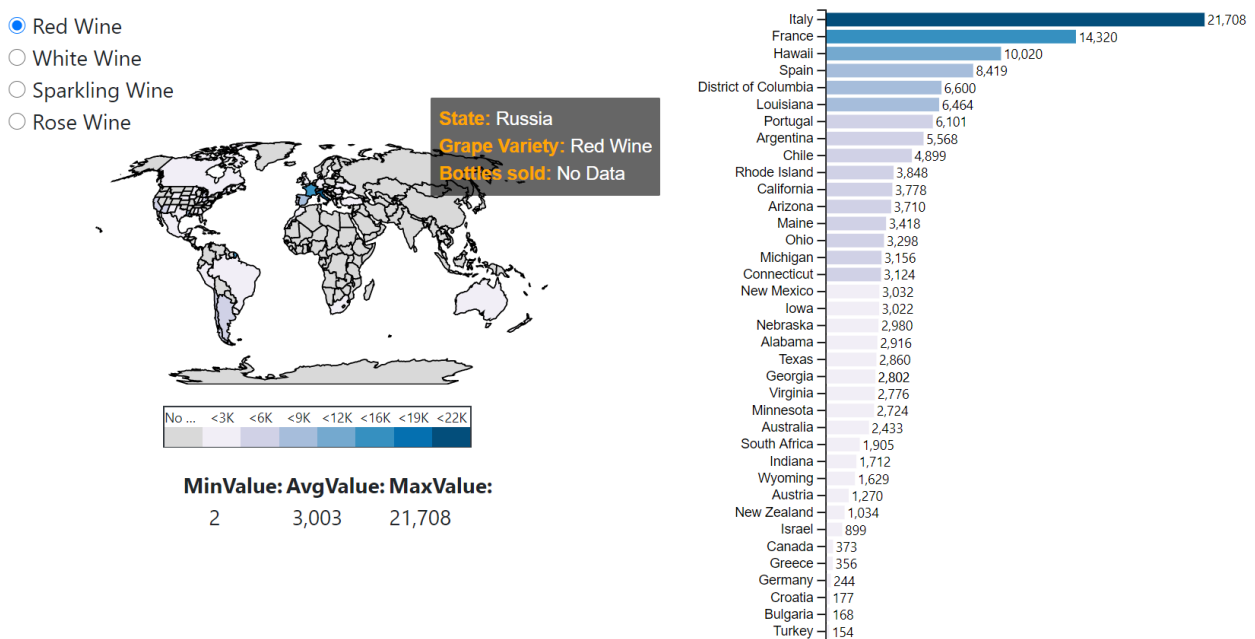 Red Wine
White Wine
Sparkling Wine
Rose Wine
State: Russia
Grape Variety: Red Wine
Bottles sold: No Data
No ... <3K <6K <9K <12K <16K <19K <22K
MinValue: AvgValue: MaxValue:
2 3,003 21,708
Italy 21,708
France 14,320
Hawaii 10,020
Spain 8,419
District of Columbia 6,600
Louisiana 6,464
Portugal 6,101
Argentina 5,568
Chile 4,899
Rhode Island 3,848
California 3,778
Arizona 3,710
Maine 3,418
Ohio 3,298
Michigan 3,156
Connecticut 3,124
New Mexico 3,032
Iowa 3,022
Nebraska 2,980
Alabama 2,916
Texas 2,860
Georgia 2,802
Virginia 2,776
Minnesota 2,724
Australia 2,433
South Africa 1,905
Indiana 1,712
Wyoming 1,629
Austria 1,270
New Zealand 1,034
Israel 899
Canada 373
Greece 356
Germany 244
Croatia 177
Bulgaria 168
Turkey 154